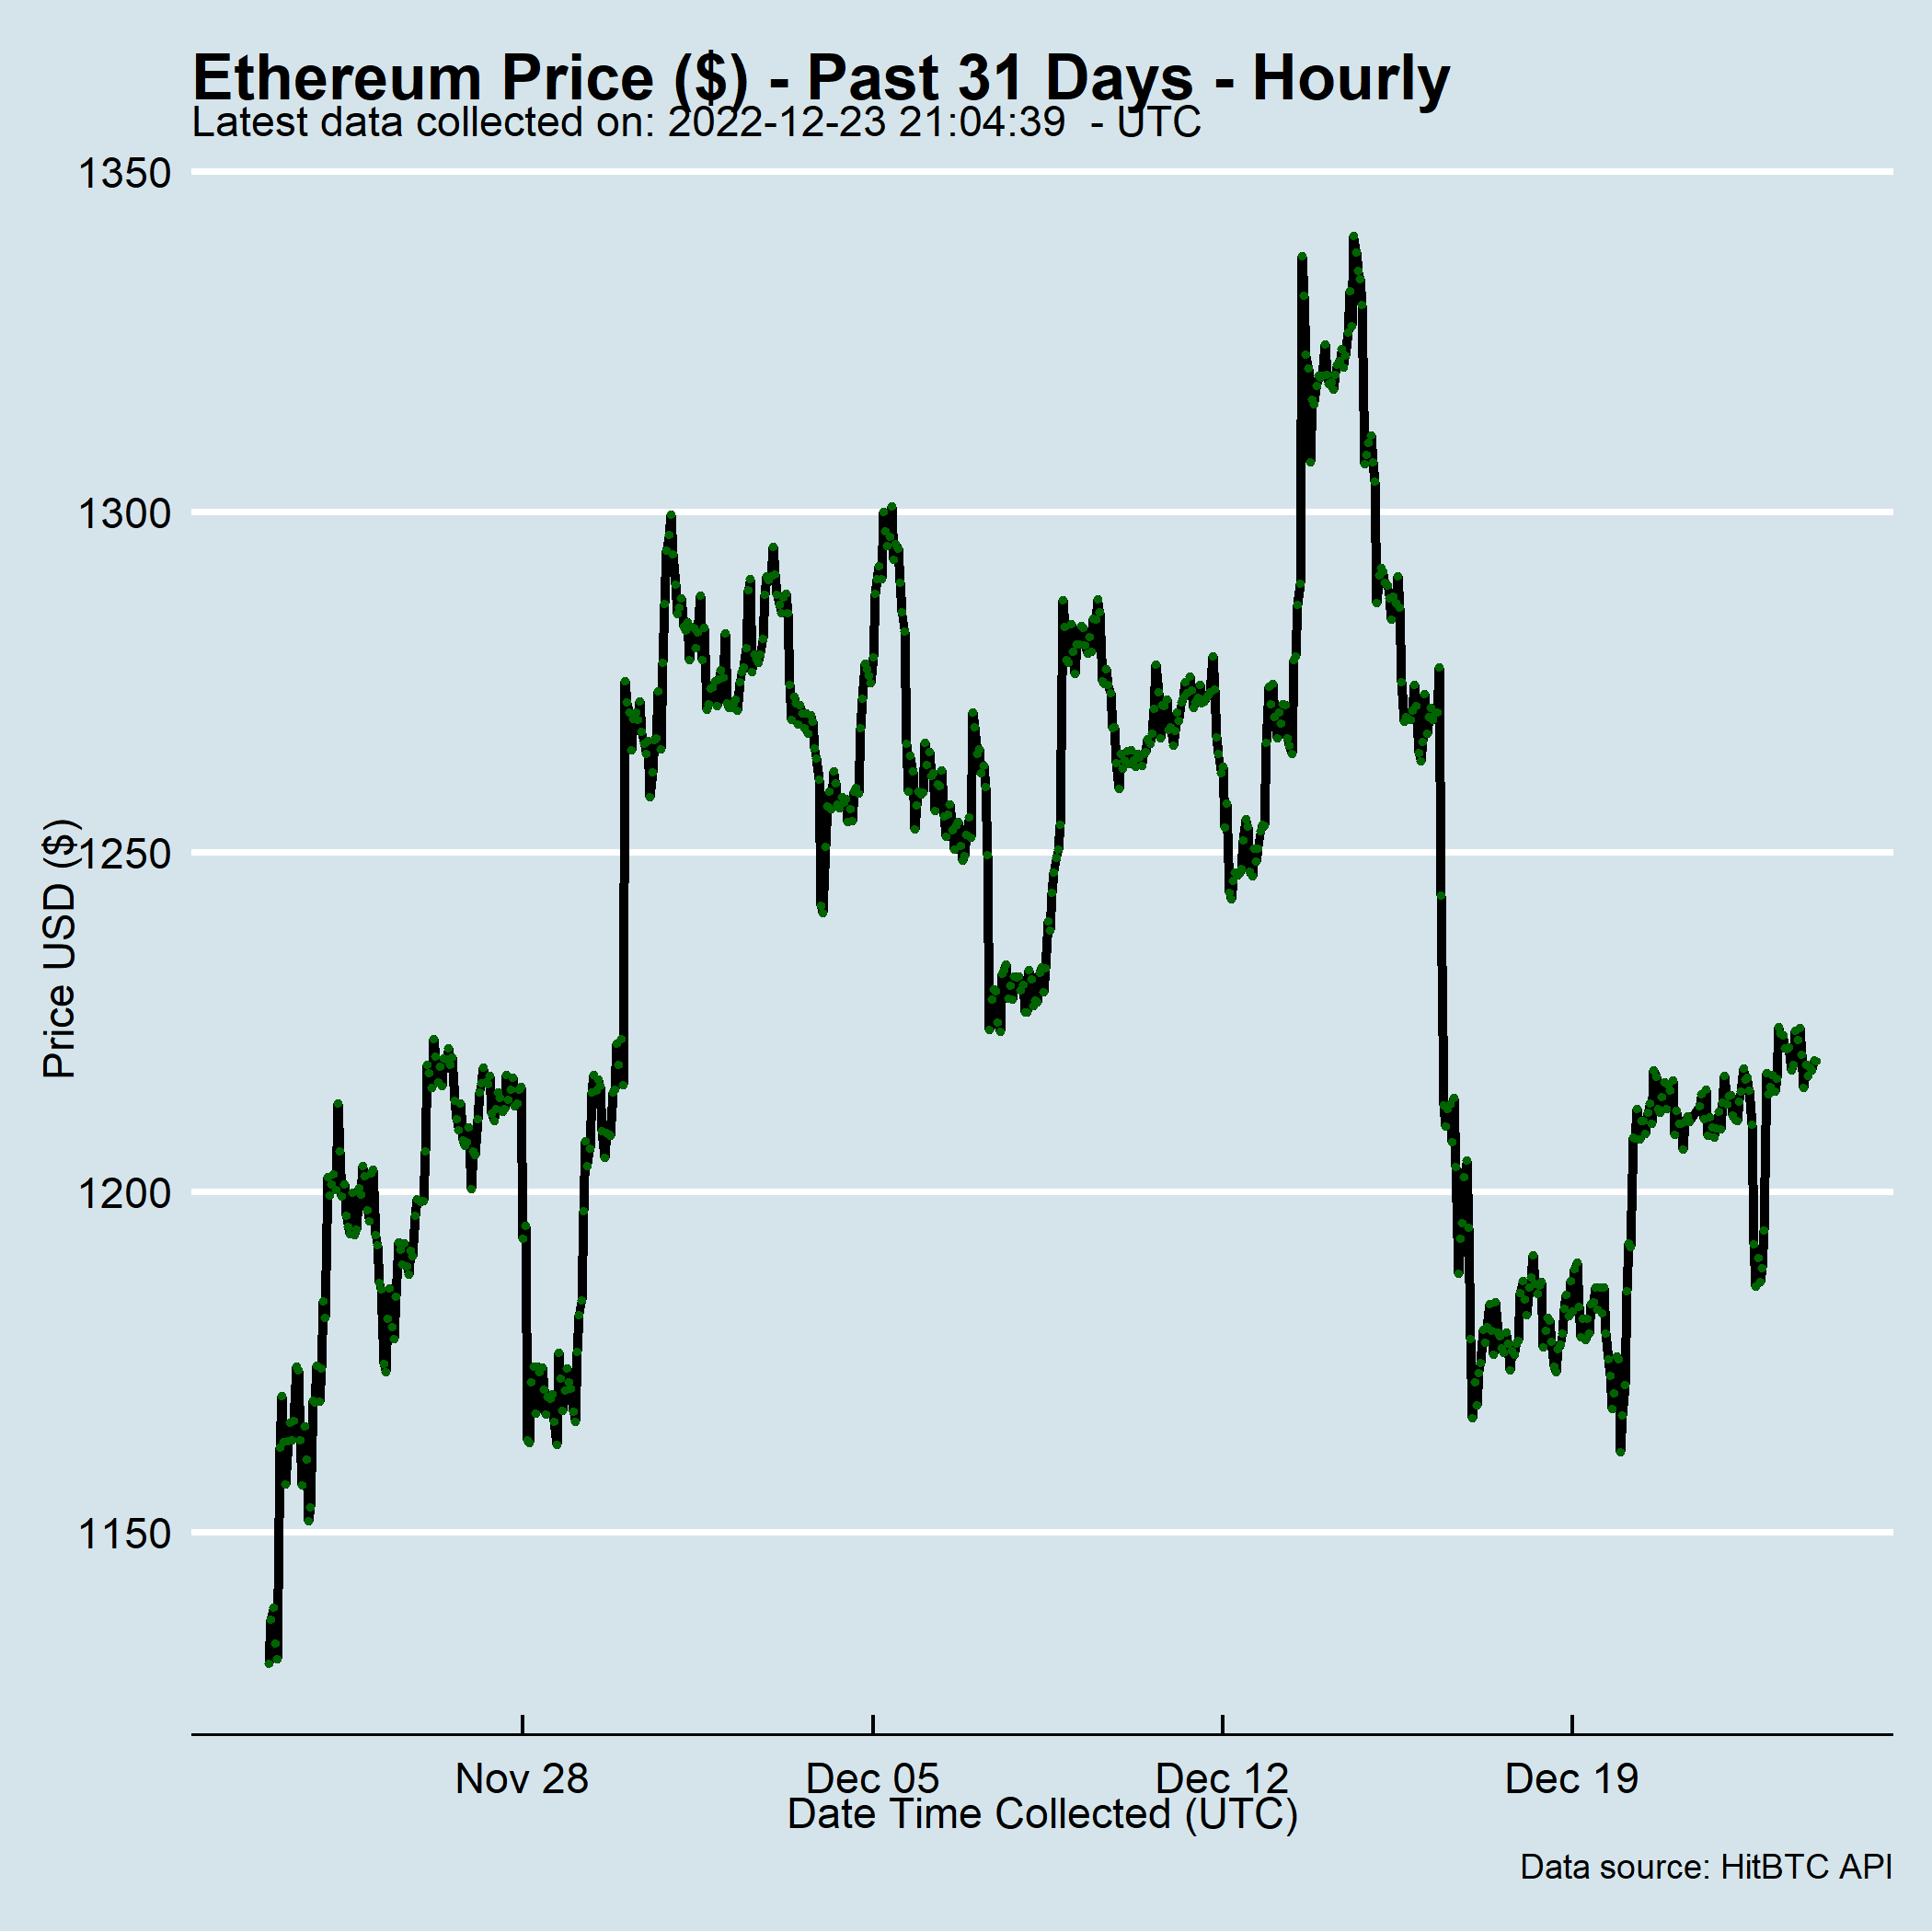 Ethereum Price ($) - Past 31 Days - Hourly
Latest data collected on: 2022-12-23 21:04:39  - UTC
1350
1300
1250
1200
1150
Price USD ($)
Nov 28
Dec 05
Dec 12
Dec 19
Date Time Collected (UTC)
Data source: HitBTC API